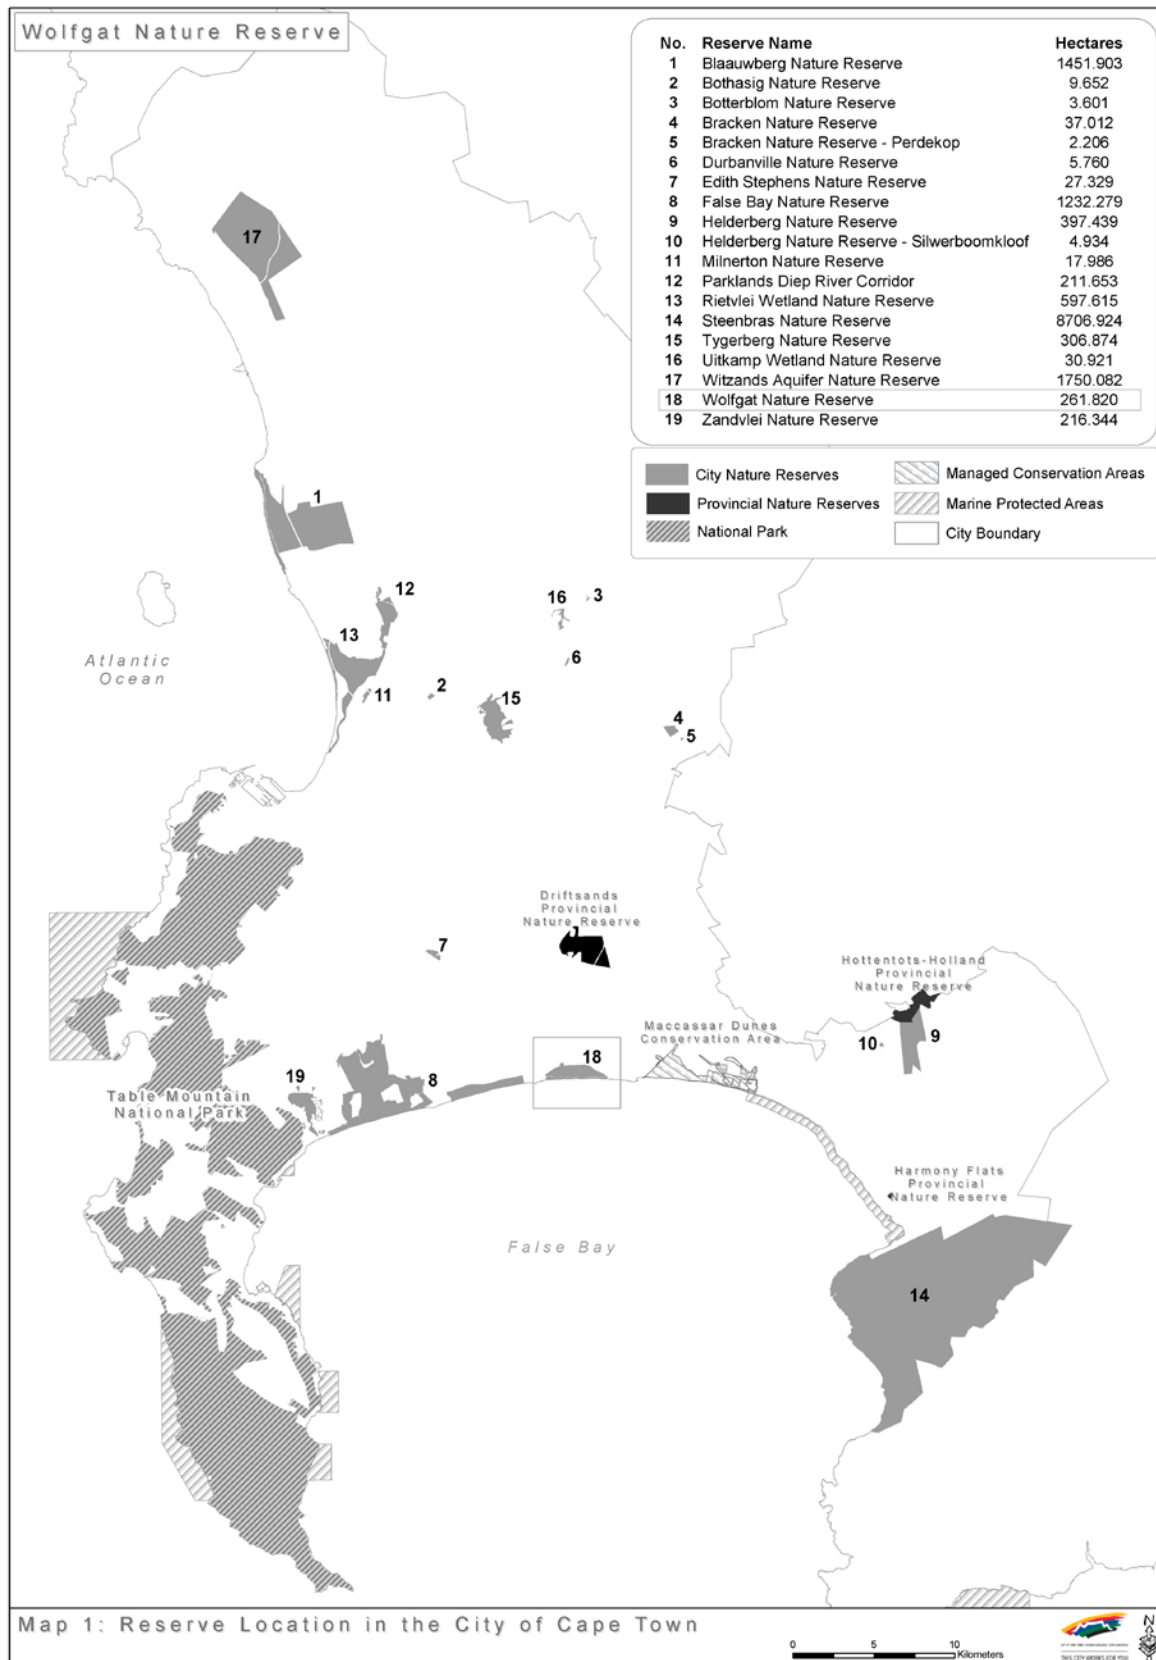 Wolfgat Nature Reserve
No. Reserve Name Hectares
1 Blaauwberg Nature Reserve 1451.903
2 Bothasig Nature Reserve 9.652
3 Botterblom Nature Reserve 3.601
4 Bracken Nature Reserve 37.012
5 Bracken Nature Reserve - Perdekop 2.206
6 Durbanville Nature Reserve 5.760
7 Edith Stephens Nature Reserve 27.329
8 False Bay Nature Reserve 1232.279
9 Helderberg Nature Reserve 397.439
10 Helderberg Nature Reserve - Silwerboomkloof 4.934
11 Milnerton Nature Reserve 17.986
12 Parklands Diep River Corridor 211.653
13 Rietvlei Wetland Nature Reserve 597.615
14 Steenbras Nature Reserve 8706.924
15 Tygerberg Nature Reserve 306.874
16 Uitkamp Wetland Nature Reserve 30.921
17 Witzands Aquifer Nature Reserve 1750.082
18 Wolfgat Nature Reserve 261.820
19 Zandvlei Nature Reserve 216.344
City Nature Reserves
Managed Conservation Areas
Provincial Nature Reserves
Marine Protected Areas
National Park
City Boundary
17
1
12
16
3
13
6
Atlantic
Ocean
11
2
15
4
5
Driftsands
Provincial
Nature Reserve
7
Hottentots-Holland
Provincial
Nature Reserve
Maccassar Dunes
Conservation Area
10
9
18
19
8
Table Mountain
National Park
Harmony Flats
Provincial
Nature Reserve
False Bay
14
Map 1: Reserve Location in the City of Cape Town
0 5 10
Kilometers
THIS CITY WORKS FOR YOU
N